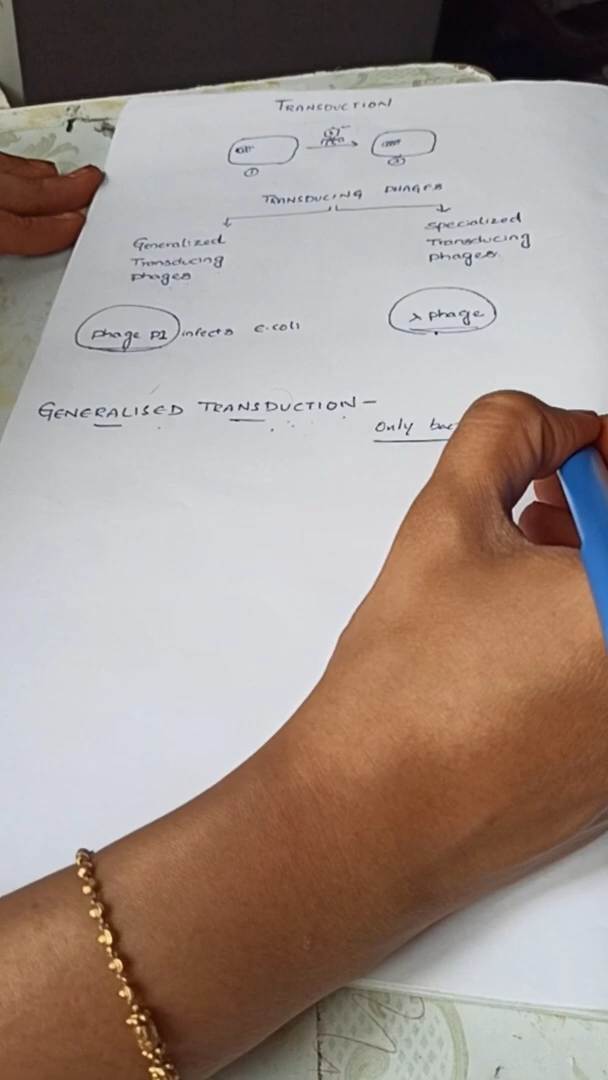 TRANSDUCTION
①
②
TRANSDUCING PHAGES
Generalized
Transducing
phages
specialized
Transducing
phages
phage P1 infects E.coli
λ phage
GENERALISED TRANSDUCTION-
Only